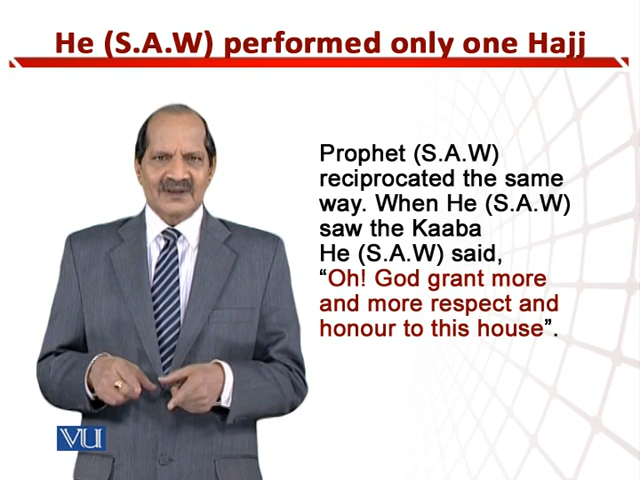 He (S.A.W) performed only one Hajj
Prophet (S.A.W)
reciprocated the same
way. When He (S.A.W)
saw the Kaaba
He (S.A.W) said,
“Oh! God grant more
and more respect and
honour to this house”.
VU